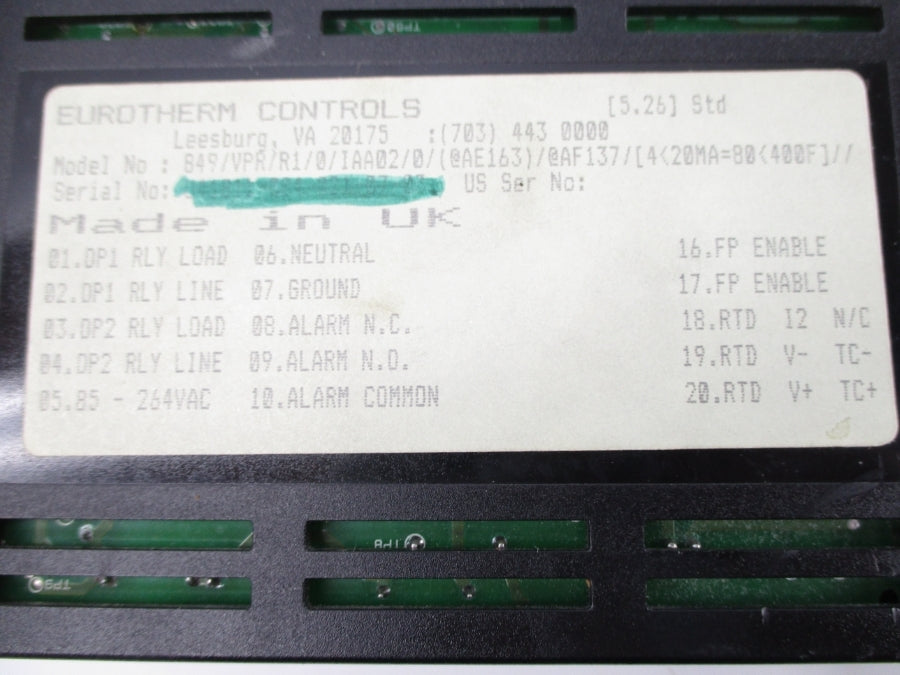 EUROTHERM CONTROLS [5.26] Std
Leesburg, VA 20175 :(703) 443 0000
Model No : 849/VPR/R1/0/IAA02/0/(@AE163)/@AF137/[4<20MA=80<400F]//
Serial No: US Ser No:
Made in UK
01.OP1 RLY LOAD 06.NEUTRAL 16.FP ENABLE
02.OP1 RLY LINE 07.GROUND 17.FP ENABLE
03.OP2 RLY LOAD 08.ALARM N.C. 18.RTD I2 N/C
04.OP2 RLY LINE 09.ALARM N.O. 19.RTD V- TC-
05.85 - 264VAC 10.ALARM COMMON 20.RTD V+ TC+